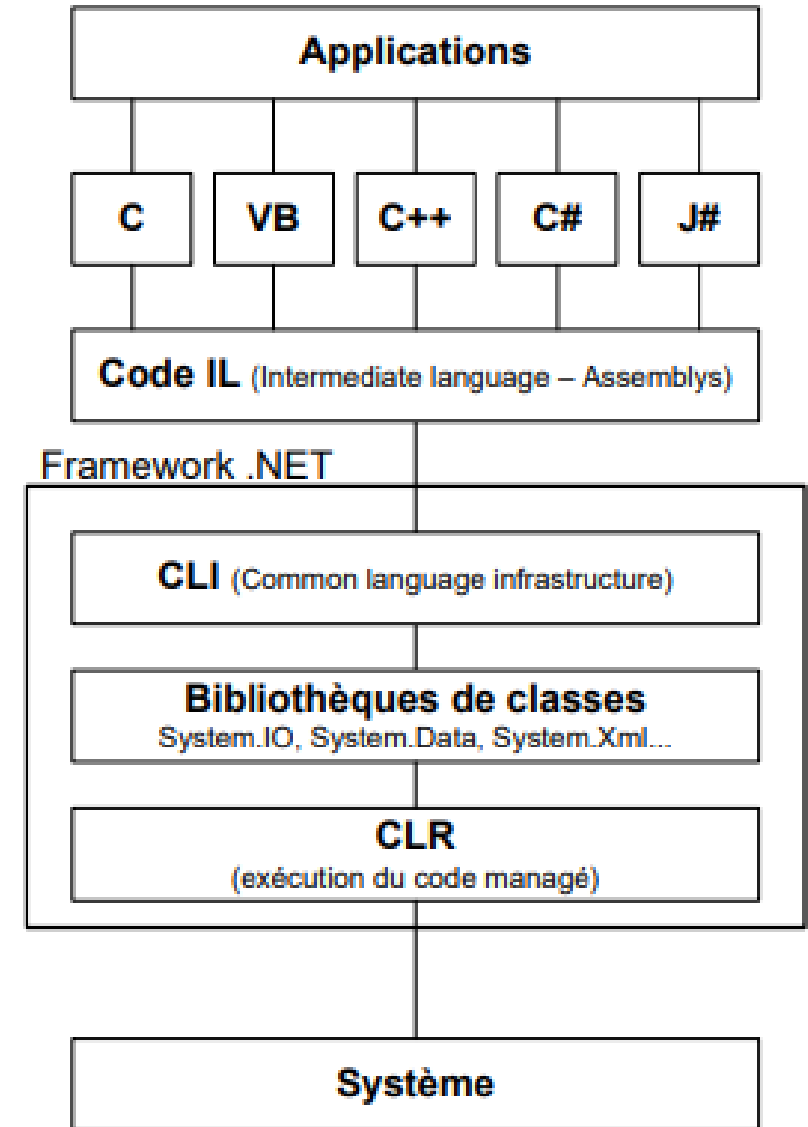 Applications
C
VB
C++
C#
J#
Code IL (Intermediate language – Assemblys)
Framework .NET
CLI (Common language infrastructure)
Bibliothèques de classes
System.IO, System.Data, System.Xml...
CLR
(exécution du code managé)
Système